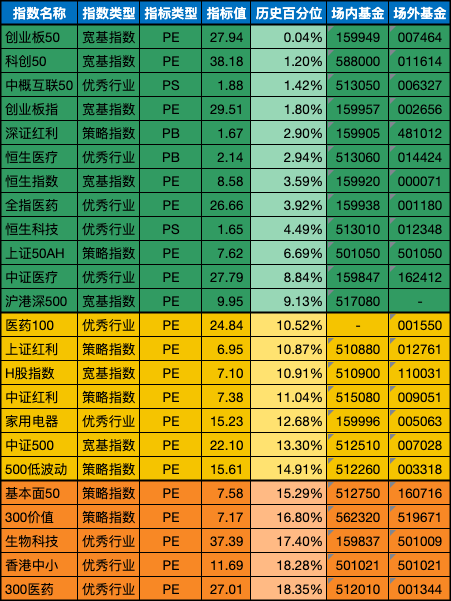 指数名称 指数类型 指标类型 指标值 历史百分位 场内基金 场外基金
创业板50 宽基指数 PE 27.94 0.04% 159949 007464
科创50 宽基指数 PE 38.18 1.20% 588000 011614
中概互联50 优秀行业 PS 1.88 1.42% 513050 006327
创业板指 宽基指数 PE 29.51 1.80% 159957 002656
深证红利 策略指数 PB 1.67 2.90% 159905 481012
恒生医疗 优秀行业 PB 2.14 2.94% 513060 014424
恒生指数 宽基指数 PE 8.58 3.59% 159920 000071
全指医药 优秀行业 PE 26.66 3.92% 159938 001180
恒生科技 优秀行业 PS 1.65 4.49% 513010 012348
上证50AH 策略指数 PE 7.62 6.69% 501050 501050
中证医疗 优秀行业 PE 27.79 8.84% 159847 162412
沪港深500 宽基指数 PE 9.95 9.13% 517080 -
医药100 优秀行业 PE 24.84 10.52% - 001550
上证红利 策略指数 PE 6.95 10.87% 510880 012761
H股指数 宽基指数 PE 7.10 10.91% 510900 110031
中证红利 策略指数 PE 7.38 11.04% 515080 009051
家用电器 优秀行业 PE 15.23 12.68% 159996 005063
中证500 宽基指数 PE 22.10 13.30% 512510 007028
500低波动 策略指数 PE 15.61 14.91% 512260 003318
基本面50 策略指数 PE 7.58 15.29% 512750 160716
300价值 策略指数 PE 7.17 16.80% 562320 519671
生物科技 优秀行业 PE 37.39 17.40% 159837 501009
香港中小 优秀行业 PE 11.69 18.28% 501021 501021
300医药 优秀行业 PE 27.01 18.35% 512010 001344